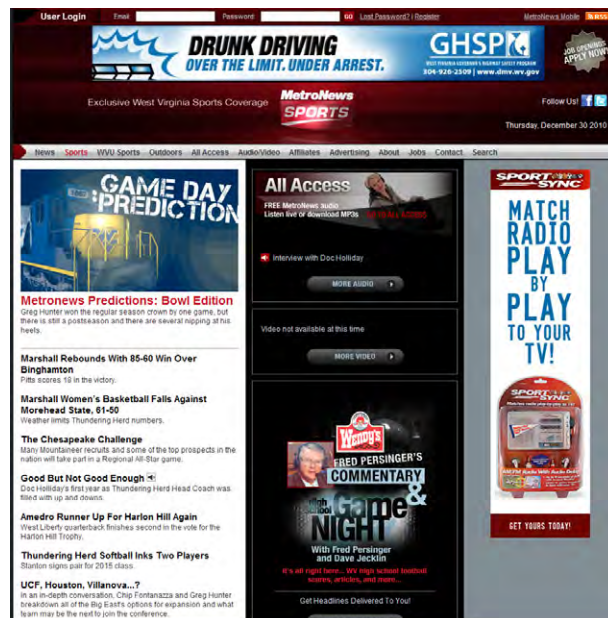 User Login
Email
Password
GO
Lost Password? | Register
MetroNews Mobile
RSS
DRUNK DRIVING
OVER THE LIMIT. UNDER ARREST.
GHSP
WEST VIRGINIA GOVERNOR'S HIGHWAY SAFETY PROGRAM
304-926-2509 | www.dmv.wv.gov
JOB OPENINGS
APPLY NOW!
Exclusive West Virginia Sports Coverage
MetroNews
SPORTS
Follow Us!
Thursday, December 30 2010
News Sports WVU Sports Outdoors All Access Audio/Video Affiliates Advertising About Jobs Contact Search
GAME DAY
:PREDICTION
Metronews Predictions: Bowl Edition
Greg Hunter won the regular season crown by one game, but
there is still a postseason and there are several nipping at his
heels.
Marshall Rebounds With 85-60 Win Over
Binghamton
Pitts scores 18 in the victory.
Marshall Women's Basketball Falls Against
Morehead State, 61-50
Weather limits Thundering Herd numbers.
The Chesapeake Challenge
Many Mountaineer recruits and some of the top prospects in the
nation will take part in a Regional All-Star game.
Good But Not Good Enough
Doc Holliday's first year as Thundering Herd Head Coach was
filled with up and downs.
Amedro Runner Up For Harlon Hill Again
West Liberty quarterback finishes second in the vote for the
Harlon Hill Trophy.
Thundering Herd Softball Inks Two Players
Stanton signs pair for 2015 class.
UCF, Houston, Villanova...?
In an in-depth conversation, Chip Fontanazza and Greg Hunter
breakdown all of the Big East's options for expansion and what
team may be the next to join the conference.
All Access
FREE MetroNews audio
Listen live or download MP3s
Interview with Doc Holliday
MORE AUDIO
Video not available at this time
MORE VIDEO
Wendy's
FRED PERSINGER'S
COMMENTARY
&
High
School
Game
NIGHT
With Fred Persinger
and Dave Jecklin
It's all right here... WV high school football
scores, articles, and more...
Get Headlines Delivered To You!
SPORT
SYNC
MATCH
RADIO
PLAY
BY
PLAY
TO YOUR
TV!
SPORT
SYNC
GET YOURS TODAY!